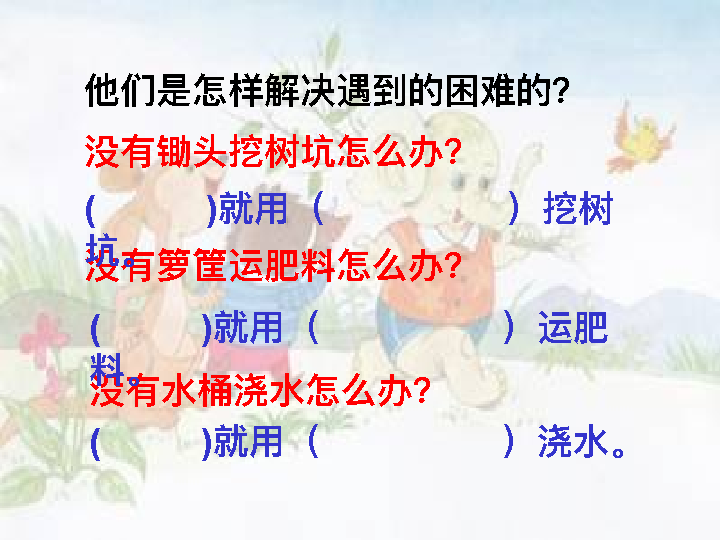 他们是怎样解决遇到的困难的？
没有锄头挖树坑怎么办？
(          )就用（                ）挖树
坑。
没有箩筐运肥料怎么办？
(          )就用（                ）运肥
料。
没有水桶浇水怎么办？
(          )就用（                ）浇水。